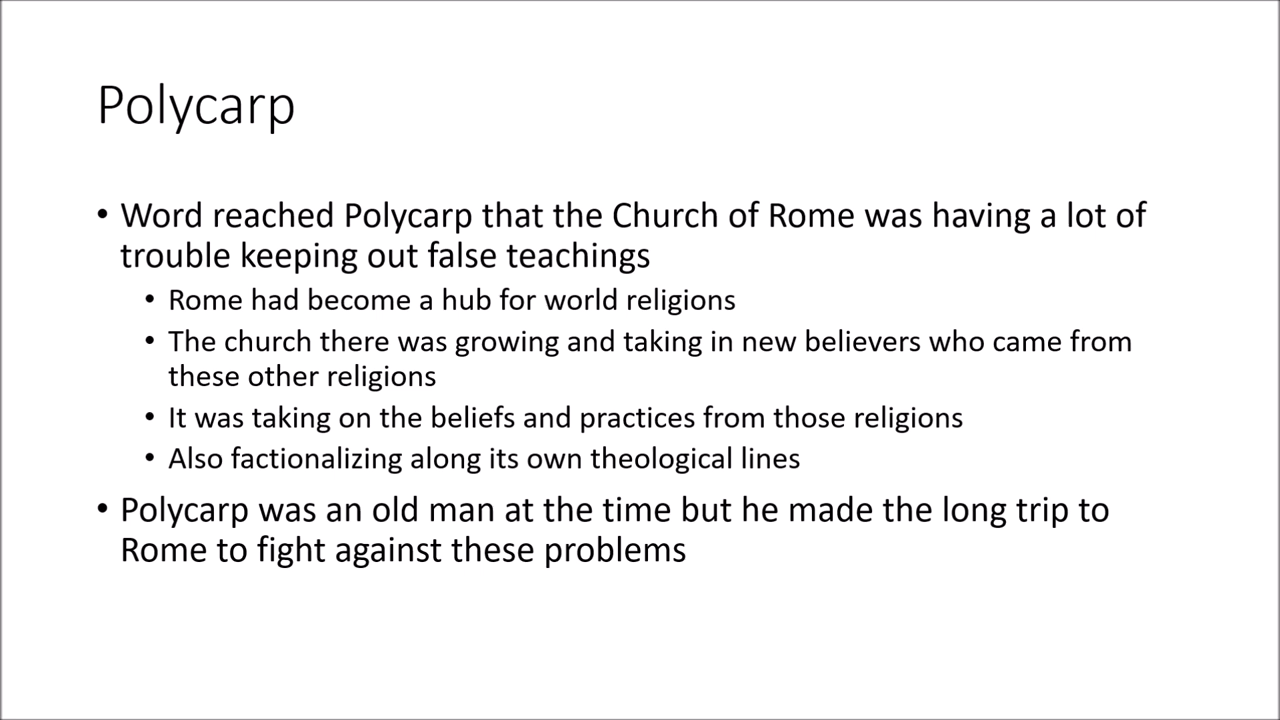 Polycarp
• Word reached Polycarp that the Church of Rome was having a lot of
trouble keeping out false teachings
• Rome had become a hub for world religions
• The church there was growing and taking in new believers who came from
these other religions
• It was taking on the beliefs and practices from those religions
• Also factionalizing along its own theological lines
• Polycarp was an old man at the time but he made the long trip to
Rome to fight against these problems